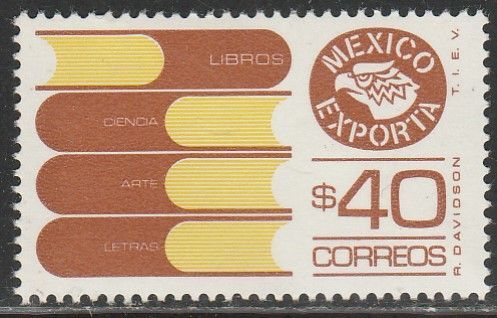 LIBROS
CIENCIA
ARTE
LETRAS
MEXICO
EXPORTA
$40
CORREOS
T. I. E. V.
R. DAVIDSON